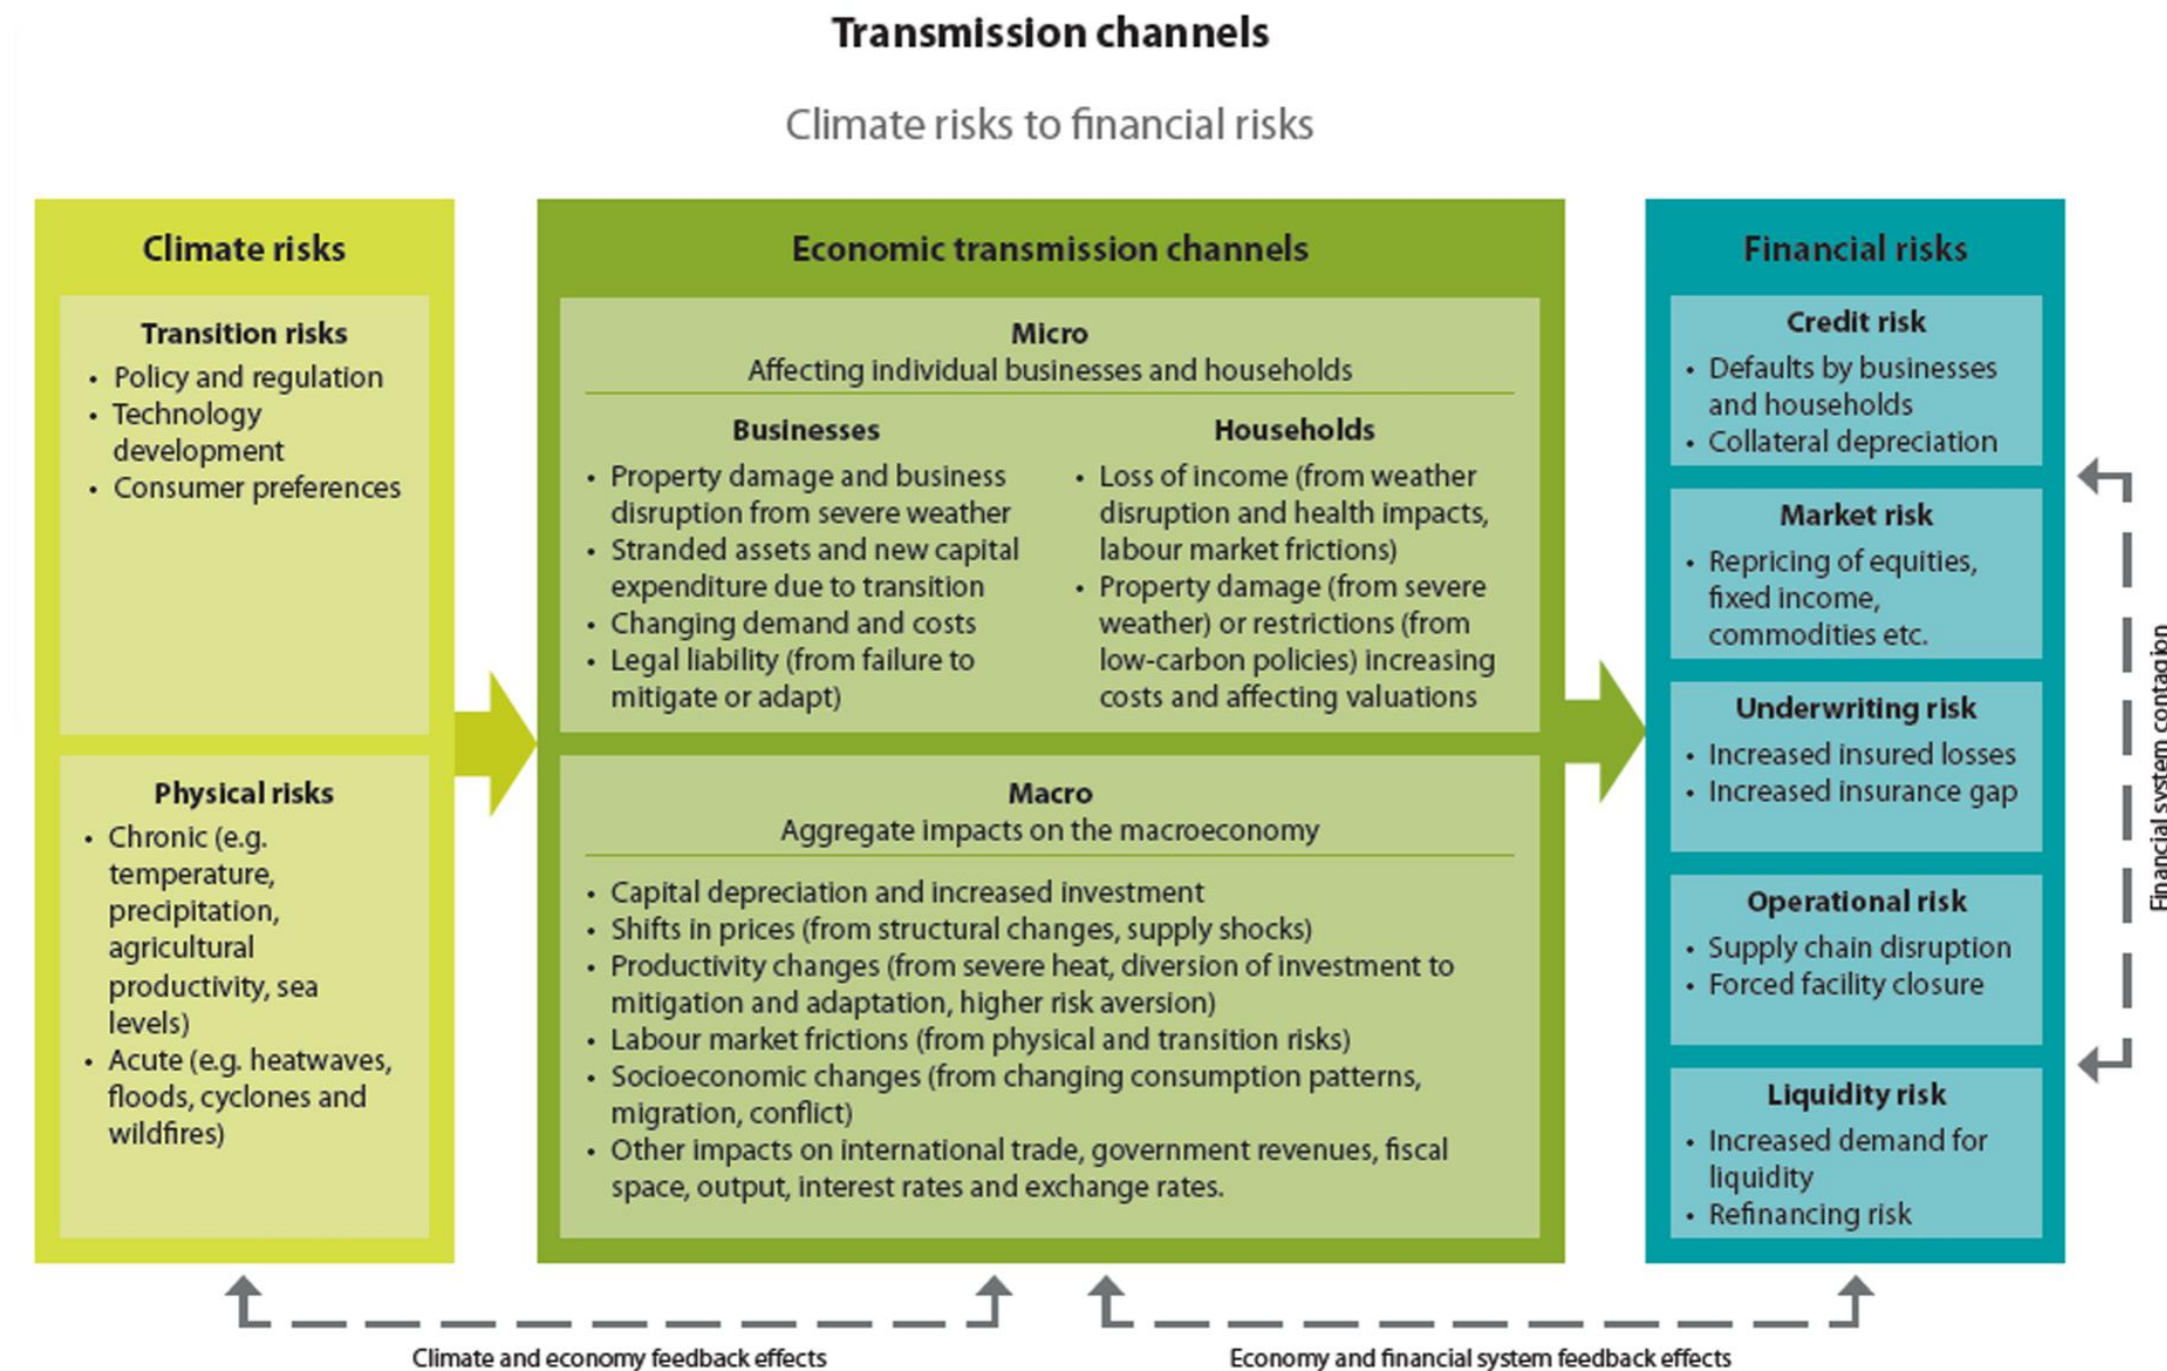 Transmission channels
Climate risks to financial risks
Climate risks
Transition risks
• Policy and regulation
• Technology
development
• Consumer preferences
Physical risks
• Chronic (e.g.
temperature,
precipitation,
agricultural
productivity, sea
levels)
• Acute (e.g. heatwaves,
floods, cyclones and
wildfires)
Economic transmission channels
Micro
Affecting individual businesses and households
Businesses
• Property damage and business
disruption from severe weather
• Stranded assets and new capital
expenditure due to transition
• Changing demand and costs
• Legal liability (from failure to
mitigate or adapt)
Households
• Loss of income (from weather
disruption and health impacts,
labour market frictions)
• Property damage (from severe
weather) or restrictions (from
low-carbon policies) increasing
costs and affecting valuations
Macro
Aggregate impacts on the macroeconomy
• Capital depreciation and increased investment
• Shifts in prices (from structural changes, supply shocks)
• Productivity changes (from severe heat, diversion of investment to
mitigation and adaptation, higher risk aversion)
• Labour market frictions (from physical and transition risks)
• Socioeconomic changes (from changing consumption patterns,
migration, conflict)
• Other impacts on international trade, government revenues, fiscal
space, output, interest rates and exchange rates.
Financial risks
Credit risk
• Defaults by businesses
and households
• Collateral depreciation
Market risk
• Repricing of equities,
fixed income,
commodities etc.
Underwriting risk
• Increased insured losses
• Increased insurance gap
Operational risk
• Supply chain disruption
• Forced facility closure
Liquidity risk
• Increased demand for
liquidity
• Refinancing risk
Financial system contagion
Climate and economy feedback effects
Economy and financial system feedback effects